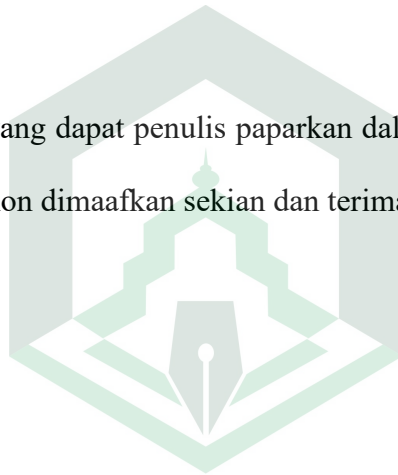 ang dapat penulis paparkan dal
on dimaafkan sekian dan terima